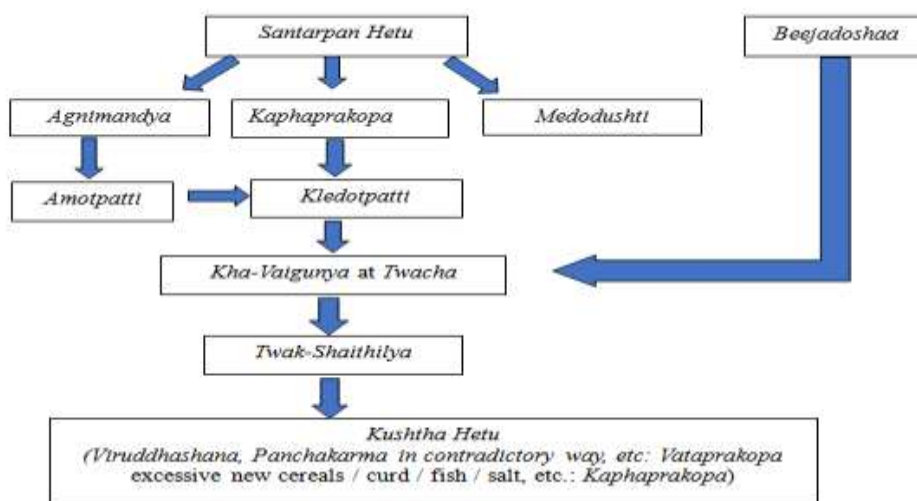 Santarpan Hetu
Beejadoshaa
Agnimandya
Kaphaprakopa
Medodushti
Amotpatti
Kledotpatti
Kha-Vaigunya at Twacha
Twak-Shaithilya
Kushtha Hetu
(Viruddhashana, Panchakarma in contradictory way, etc: Vataprakopa
excessive new cereals / curd / fish / salt, etc.: Kaphaprakopa)